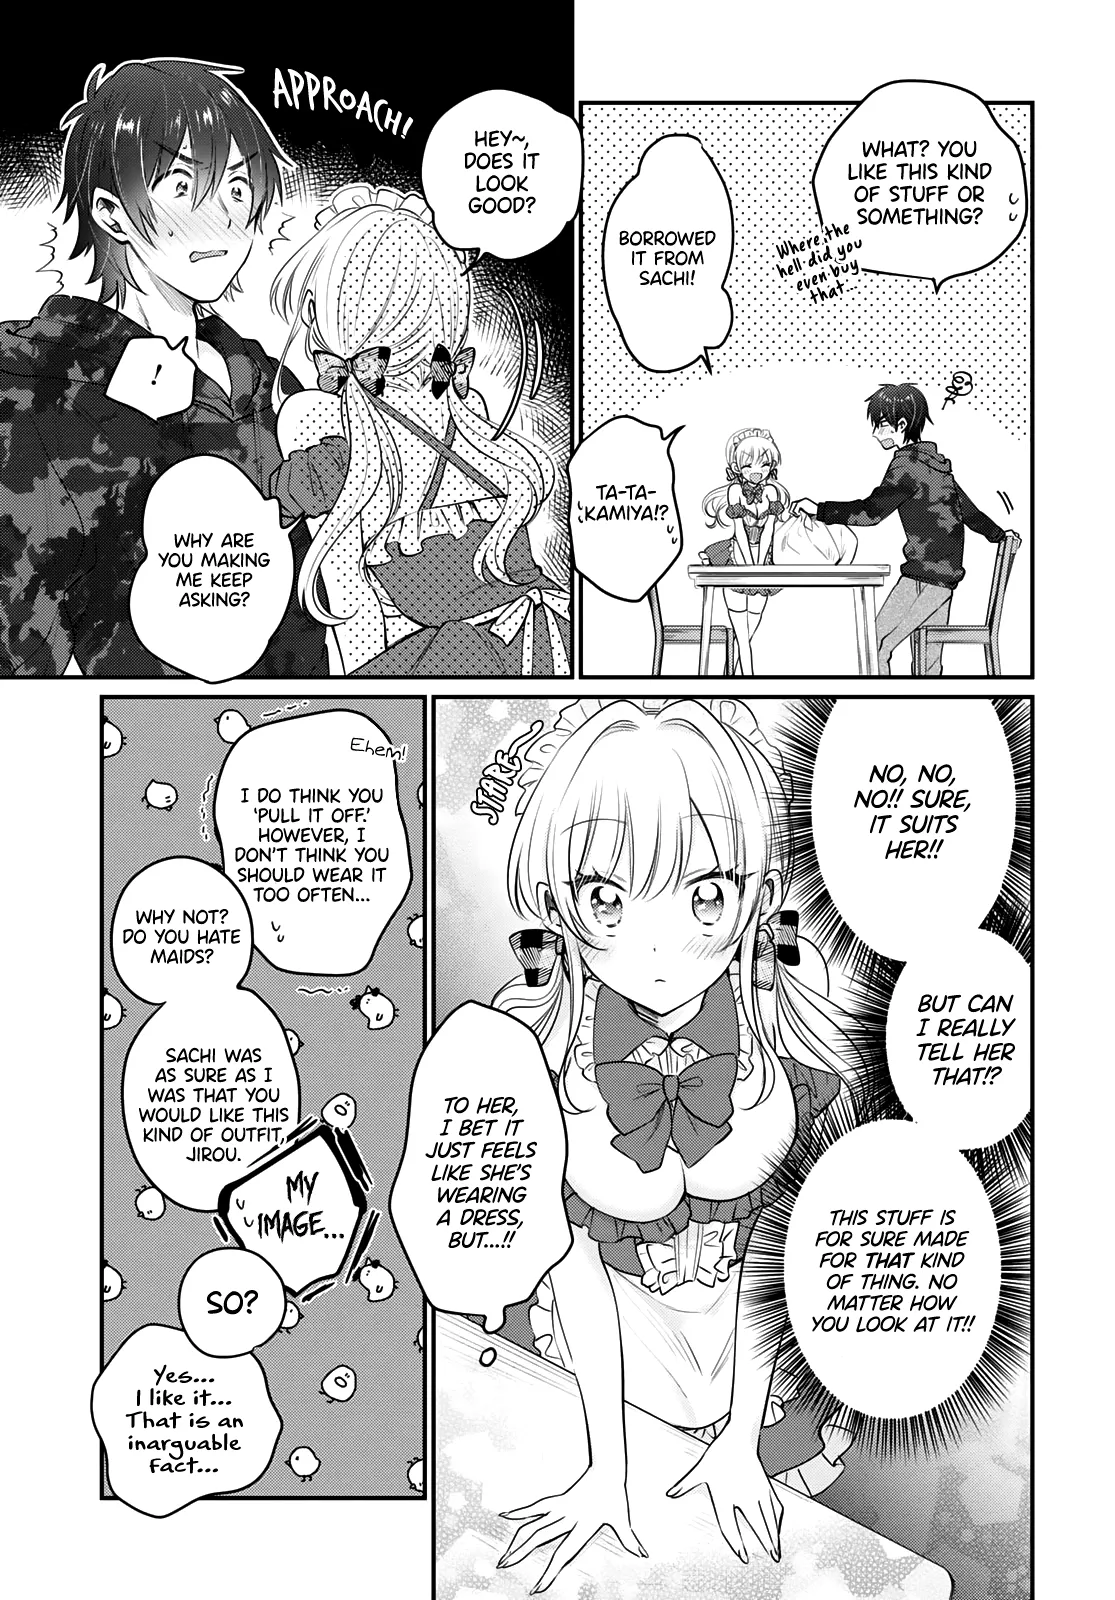 WHAT? YOU
LIKE THIS KIND
OF STUFF OR
SOMETHING?
Where the
hell did you
even buy
that
BORROWED
IT FROM
SACHI!
TA-TA-
KAMIYA!?
APPROACH!
HEY~,
DOES IT
LOOK
GOOD?
!
WHY ARE
YOU MAKING
ME KEEP
ASKING?
NO, NO,
NO!! SURE,
IT SUITS
HER!!
BUT CAN
I REALLY
TELL HER
THAT!?
THIS STUFF IS
FOR SURE MADE
FOR THAT KIND
OF THING. NO
MATTER HOW
YOU LOOK AT IT!!
STARE~
TO HER,
I BET IT
JUST FEELS
LIKE SHE'S
WEARING
A DRESS,
BUT...!!
Ehem!
I DO THINK YOU
'PULL IT OFF.'
HOWEVER, I
DON'T THINK YOU
SHOULD WEAR IT
TOO OFTEN...
WHY NOT?
DO YOU HATE
MAIDS?
SACHI WAS
AS SURE AS I
WAS THAT YOU
WOULD LIKE THIS
KIND OF OUTFIT,
JIROU.
MY
IMAGE...
SO?
Yes...
I like it...
That is an
inarguable
fact...